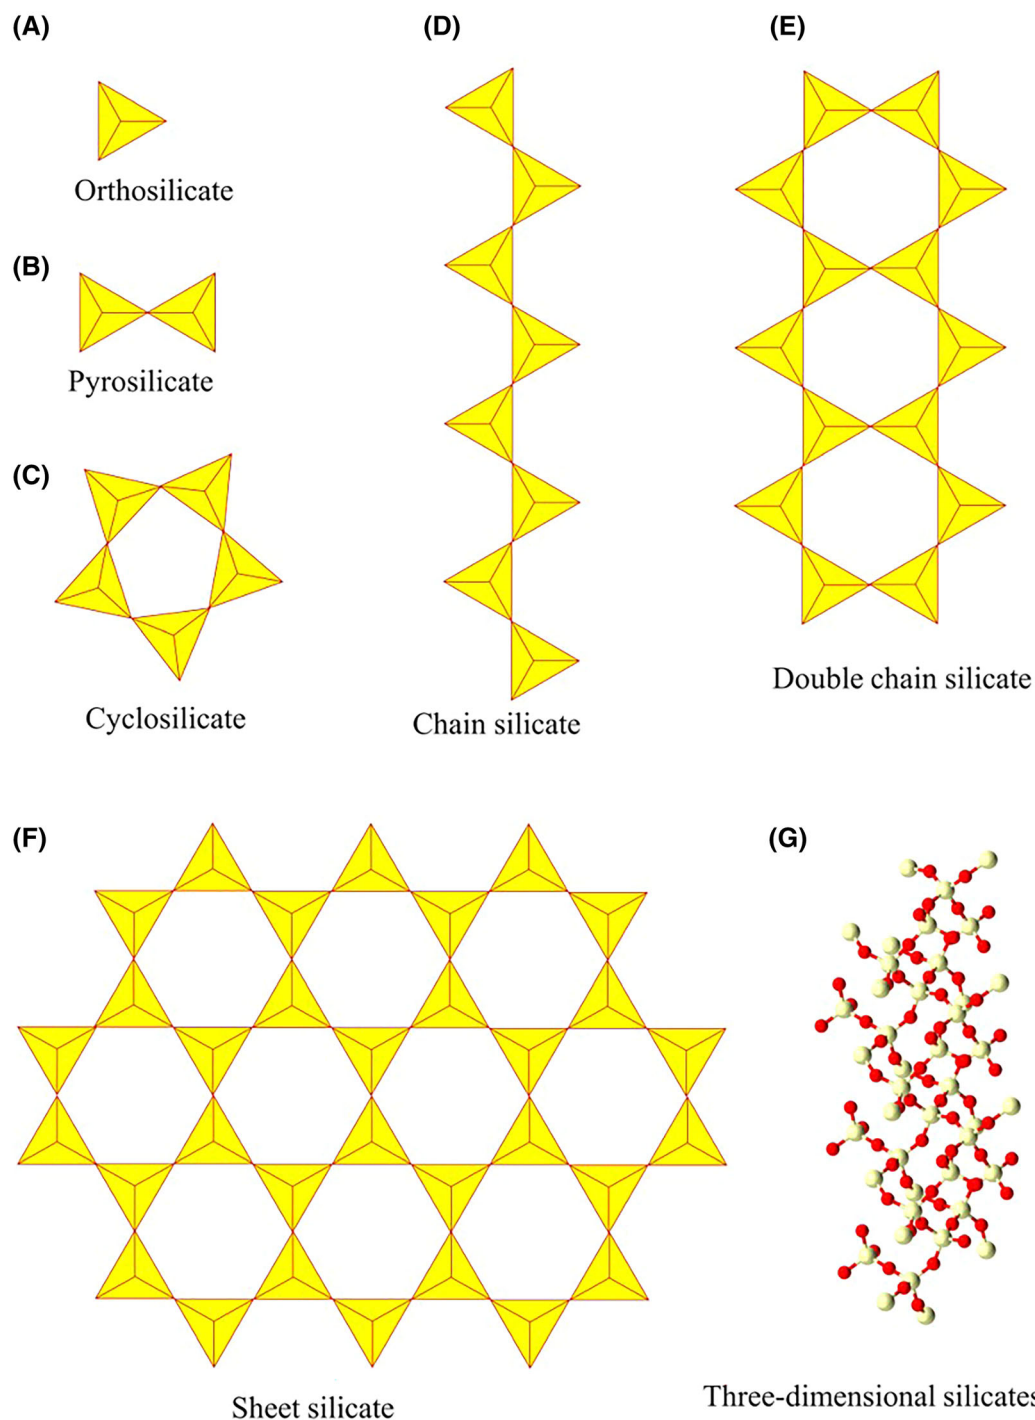 (A)
Orthosilicate
(B)
Pyrosilicate
(C)
Cyclosilicate
(D)
Chain silicate
(E)
Double chain silicate
(F)
Sheet silicate
(G)
Three-dimensional silicates